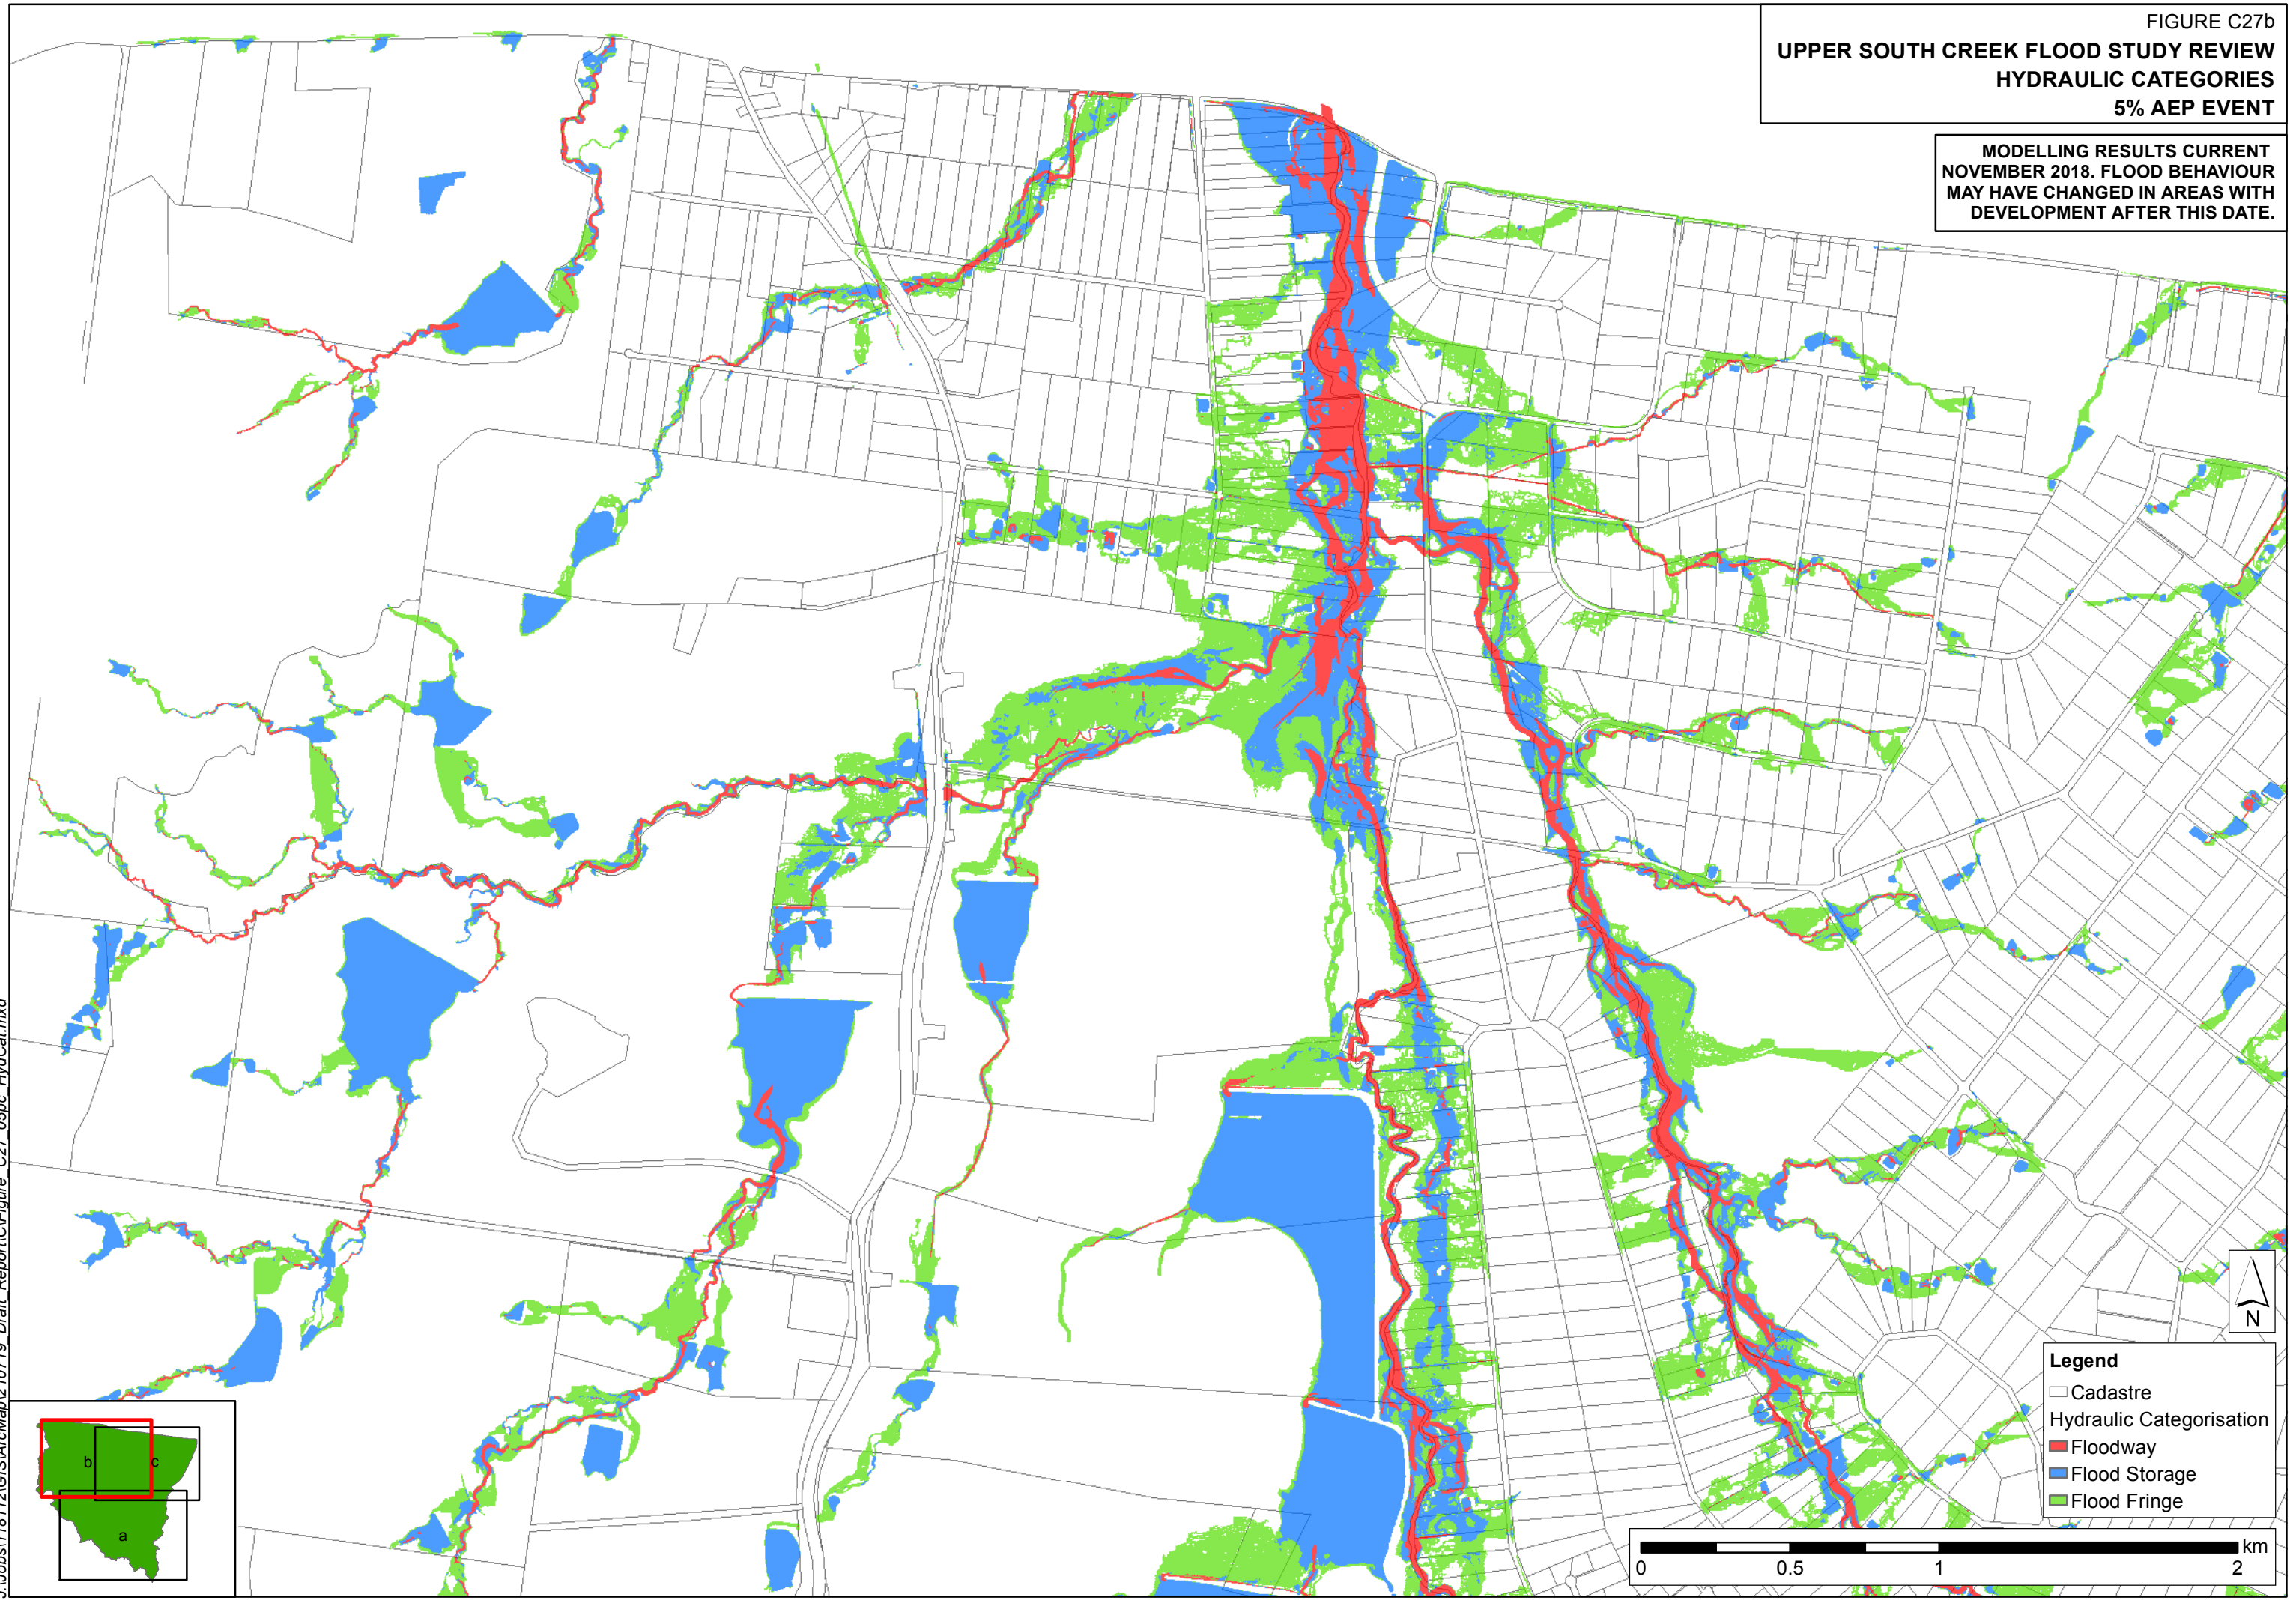 FIGURE C27b
UPPER SOUTH CREEK FLOOD STUDY REVIEW
HYDRAULIC CATEGORIES
5% AEP EVENT
MODELLING RESULTS CURRENT
NOVEMBER 2018. FLOOD BEHAVIOUR
MAY HAVE CHANGED IN AREAS WITH
DEVELOPMENT AFTER THIS DATE.
N
Legend
Cadastre
Hydraulic Categorisation
Floodway
Flood Storage
Flood Fringe
km
0 0.5 1 2
b c
a